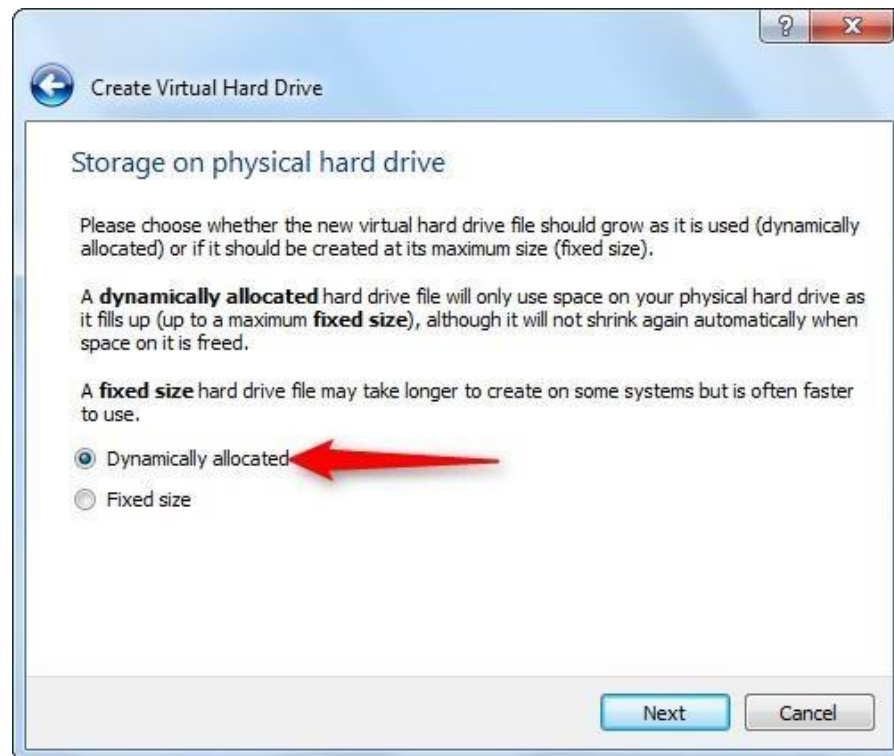 Create Virtual Hard Drive
Storage on physical hard drive
Please choose whether the new virtual hard drive file should grow as it is used (dynamically
allocated) or if it should be created at its maximum size (fixed size).
A dynamically allocated hard drive file will only use space on your physical hard drive as
it fills up (up to a maximum fixed size), although it will not shrink again automatically when
space on it is freed.
A fixed size hard drive file may take longer to create on some systems but is often faster
to use.
Dynamically allocated
Fixed size
Next Cancel